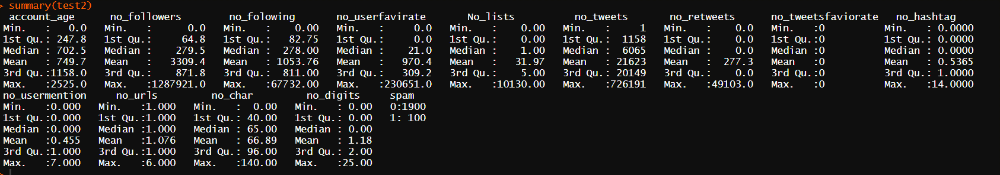 > summary(test2)
account_age no_followers no_folowing no_userfavirate No_lists no_tweets no_retweets no_tweetsfaviorate no_hashtag
Min. : 0.0 Min. : 0.0 Min. : 0.00 Min. : 0.0 Min. : 0.00 Min. : 1 Min. : 0.0 Min. :0 Min. : 0.0000
1st Qu.: 247.8 1st Qu.: 64.8 1st Qu.: 82.75 1st Qu.: 0.0 1st Qu.: 0.00 1st Qu.: 1158 1st Qu.: 0.0 1st Qu.:0 1st Qu.: 0.0000
Median : 702.5 Median : 279.5 Median : 278.00 Median : 21.0 Median : 1.00 Median : 6065 Median : 0.0 Median :0 Median : 0.0000
Mean : 749.7 Mean : 3309.4 Mean : 1053.76 Mean : 970.4 Mean : 31.97 Mean : 21623 Mean : 277.3 Mean :0 Mean : 0.5365
3rd Qu.:1158.0 3rd Qu.: 871.8 3rd Qu.: 811.00 3rd Qu.: 309.2 3rd Qu.: 5.00 3rd Qu.: 20149 3rd Qu.: 0.0 3rd Qu.:0 3rd Qu.: 1.0000
Max. :2525.0 Max. :1287921.0 Max. :67732.00 Max. :230651.0 Max. :10130.00 Max. :726191 Max. :49103.0 Max. :0 Max. :14.0000
no_usermention no_urls no_char no_digits spam
Min. :0.000 Min. :1.000 Min. : 0.00 Min. : 0.00 0:1900
1st Qu.:0.000 1st Qu.:1.000 1st Qu.: 40.00 1st Qu.: 0.00 1: 100
Median :0.000 Median :1.000 Median : 65.00 Median : 0.00
Mean :0.455 Mean :1.076 Mean : 66.89 Mean : 1.18
3rd Qu.:1.000 3rd Qu.:1.000 3rd Qu.: 96.00 3rd Qu.: 2.00
Max. :7.000 Max. :6.000 Max. :140.00 Max. :25.00
>